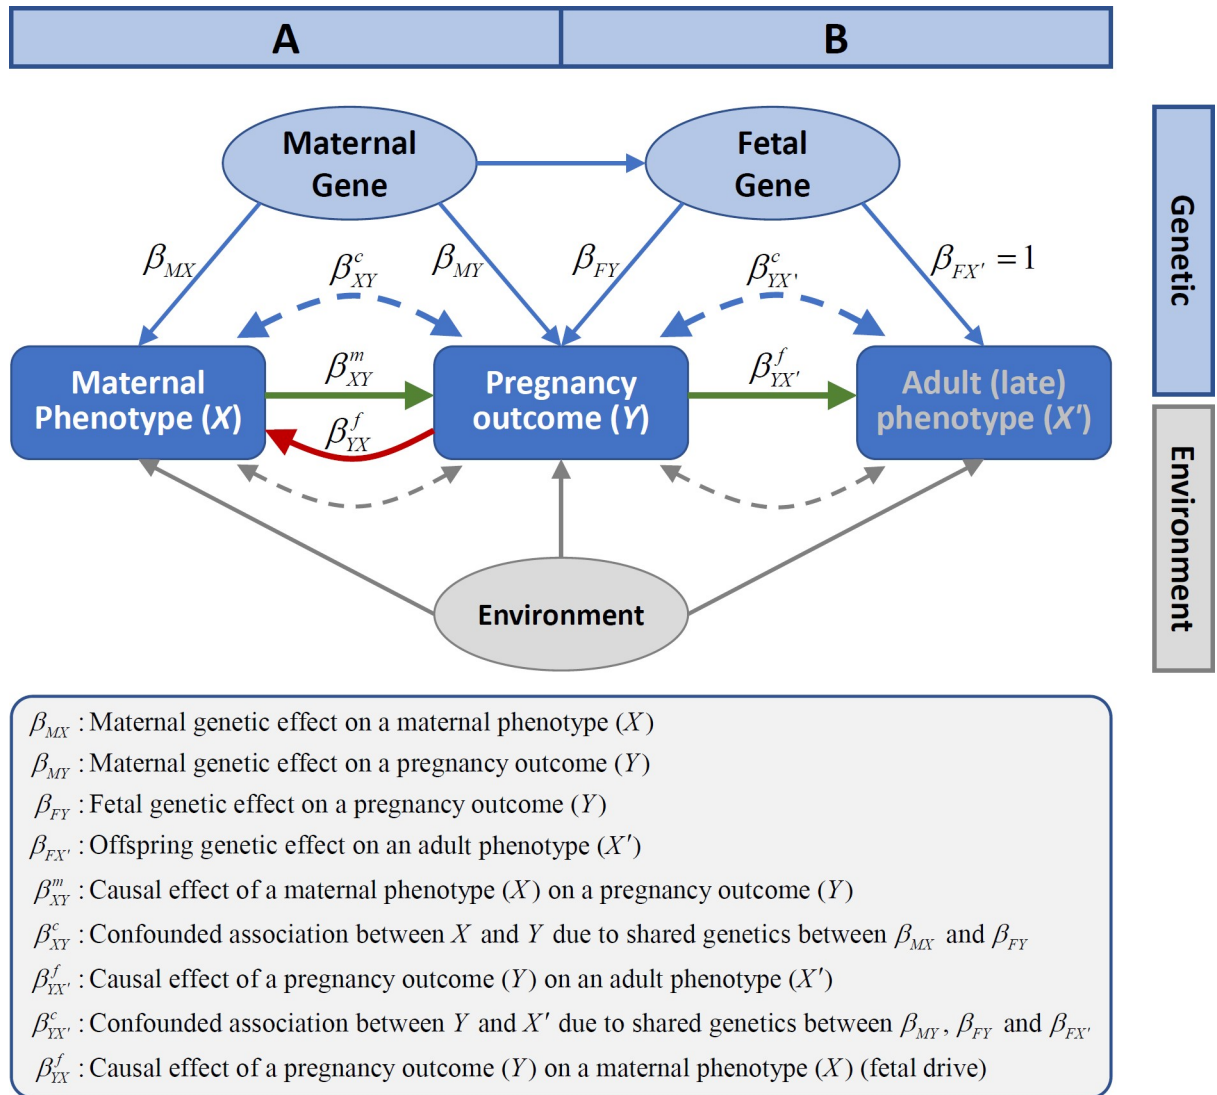 A
B
Maternal
Gene
Fetal
Gene
Genetic
β_MX
β^c_XY
β_MY
β_FY
β^c_YX'
β_FX' = 1
Maternal
Phenotype (X)
β^m_XY
β^f_YX
Pregnancy
outcome (Y)
β^f_YX'
Adult (late)
phenotype (X')
Environment
Environment
β_MX : Maternal genetic effect on a maternal phenotype (X)
β_MY : Maternal genetic effect on a pregnancy outcome (Y)
β_FY : Fetal genetic effect on a pregnancy outcome (Y)
β_FX' : Offspring genetic effect on an adult phenotype (X′)
β^m_XY : Causal effect of a maternal phenotype (X) on a pregnancy outcome (Y)
β^c_XY : Confounded association between X and Y due to shared genetics between β_MX and β_FY
β^f_YX' : Causal effect of a pregnancy outcome (Y) on an adult phenotype (X′)
β^c_YX' : Confounded association between Y and X′ due to shared genetics between β_MY, β_FY and β_FX'
β^f_YX : Causal effect of a pregnancy outcome (Y) on a maternal phenotype (X) (fetal drive)